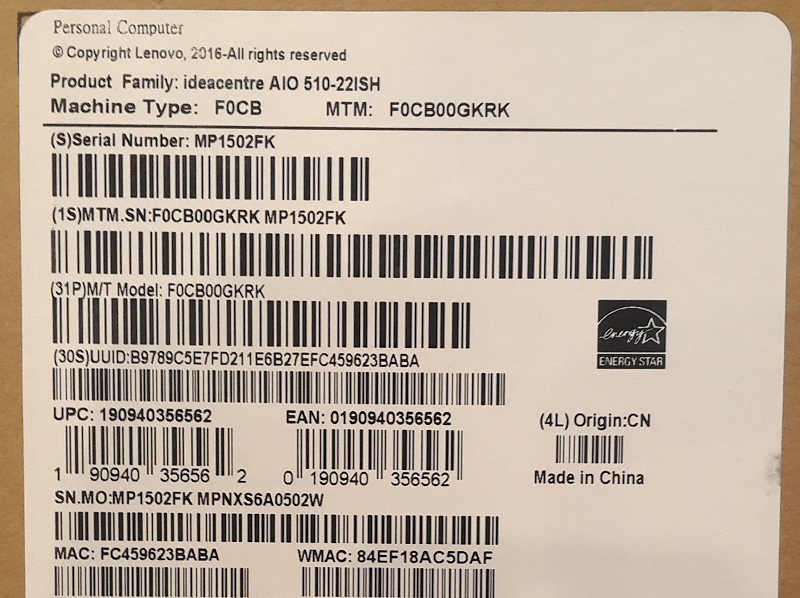 Personal Computer
© Copyright Lenovo, 2016-All rights reserved
Product Family: ideacentre AIO 510-22ISH
Machine Type: F0CB MTM: F0CB00GKRK
(S)Serial Number: MP1502FK
(1S)MTM.SN:F0CB00GKRK MP1502FK
(31P)M/T Model: F0CB00GKRK
energy
ENERGY STAR
(30S)UUID:B9789C5E7FD211E6B27EFC459623BABA
UPC: 190940356562 EAN: 0190940356562 (4L) Origin:CN
1 90940 35656 2 0 190940 356562 Made in China
SN.MO:MP1502FK MPNXS6A0502W
MAC: FC459623BABA WMAC: 84EF18AC5DAF